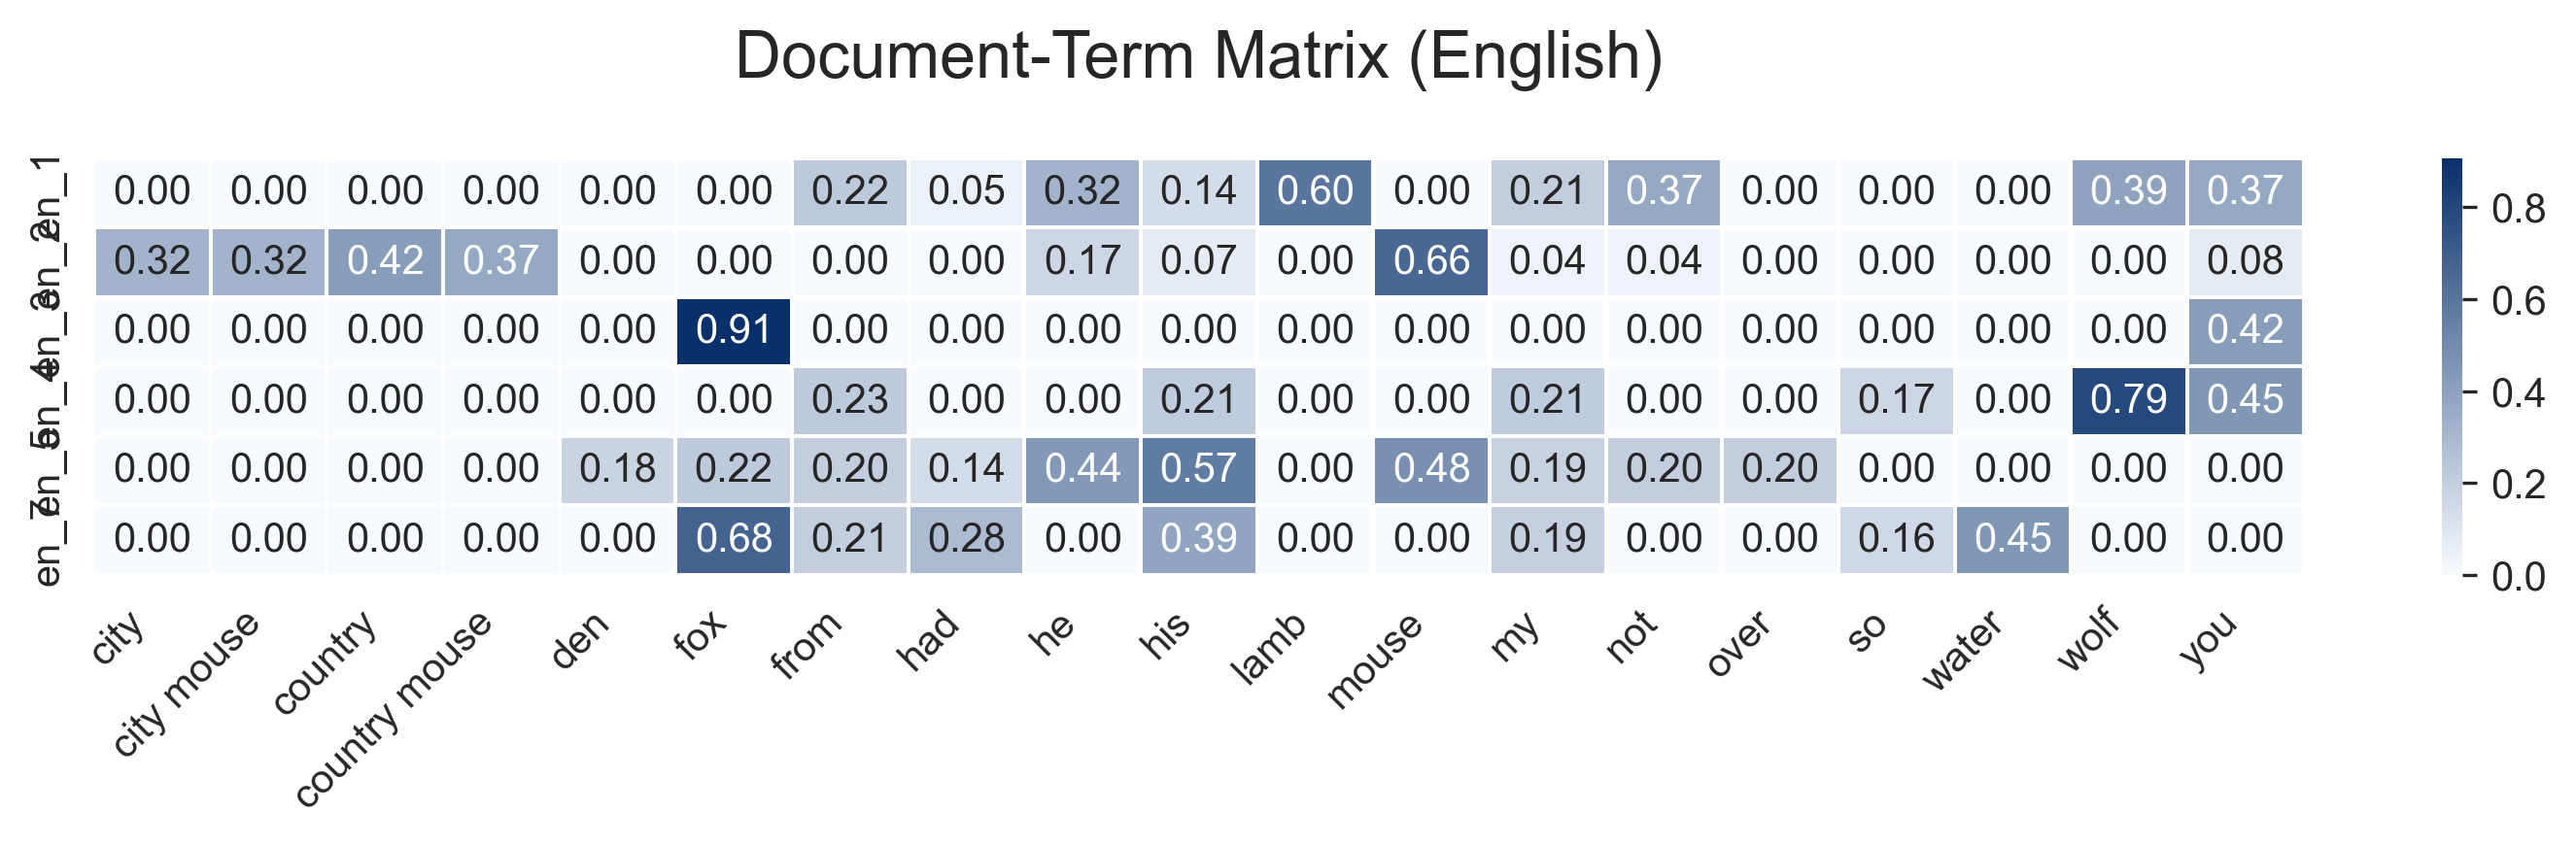 Document-Term Matrix (English)
en_1 0.00 0.00 0.00 0.00 0.00 0.00 0.22 0.05 0.32 0.14 0.60 0.00 0.21 0.37 0.00 0.00 0.00 0.39 0.37
en_2 0.32 0.32 0.42 0.37 0.00 0.00 0.00 0.00 0.17 0.07 0.00 0.66 0.04 0.04 0.00 0.00 0.00 0.00 0.08
en_3 0.00 0.00 0.00 0.00 0.00 0.91 0.00 0.00 0.00 0.00 0.00 0.00 0.00 0.00 0.00 0.00 0.00 0.00 0.42
en_4 0.00 0.00 0.00 0.00 0.00 0.00 0.23 0.00 0.00 0.21 0.00 0.00 0.21 0.00 0.00 0.17 0.00 0.79 0.45
en_5 0.00 0.00 0.00 0.00 0.18 0.22 0.20 0.14 0.44 0.57 0.00 0.48 0.19 0.20 0.20 0.00 0.00 0.00 0.00
en_7 0.00 0.00 0.00 0.00 0.00 0.68 0.21 0.28 0.00 0.39 0.00 0.00 0.19 0.00 0.00 0.16 0.45 0.00 0.00
city city mouse country country mouse den fox from had he his lamb mouse my not over so water wolf you
0.8
0.6
0.4
0.2
0.0